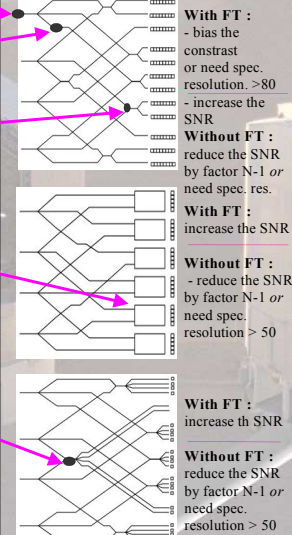 With FT :
- bias the
constrast
or need spec.
resolution. >80
- increase the
SNR
Without FT :
reduce the SNR
by factor N-1 or
need spec. res.
With FT :
increase the SNR
Without FT :
- reduce the SNR
by factor N-1 or
need spec.
resolution > 50
With FT :
increase th SNR
Without FT :
reduce the SNR
by factor N-1 or
need spec.
resolution > 50